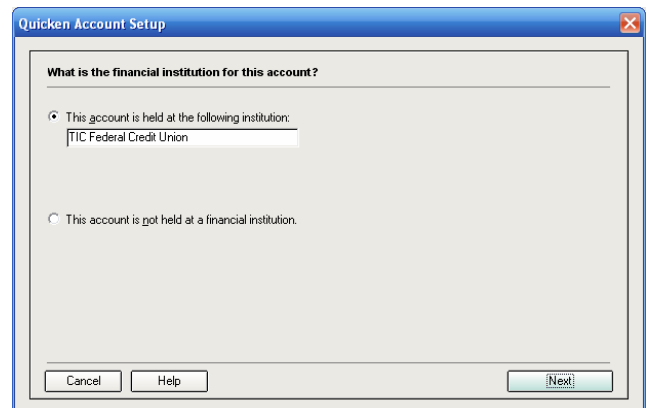 Quicken Account Setup
What is the financial institution for this account?
This account is held at the following institution:
TIC Federal Credit Union
This account is not held at a financial institution.
Cancel Help Next